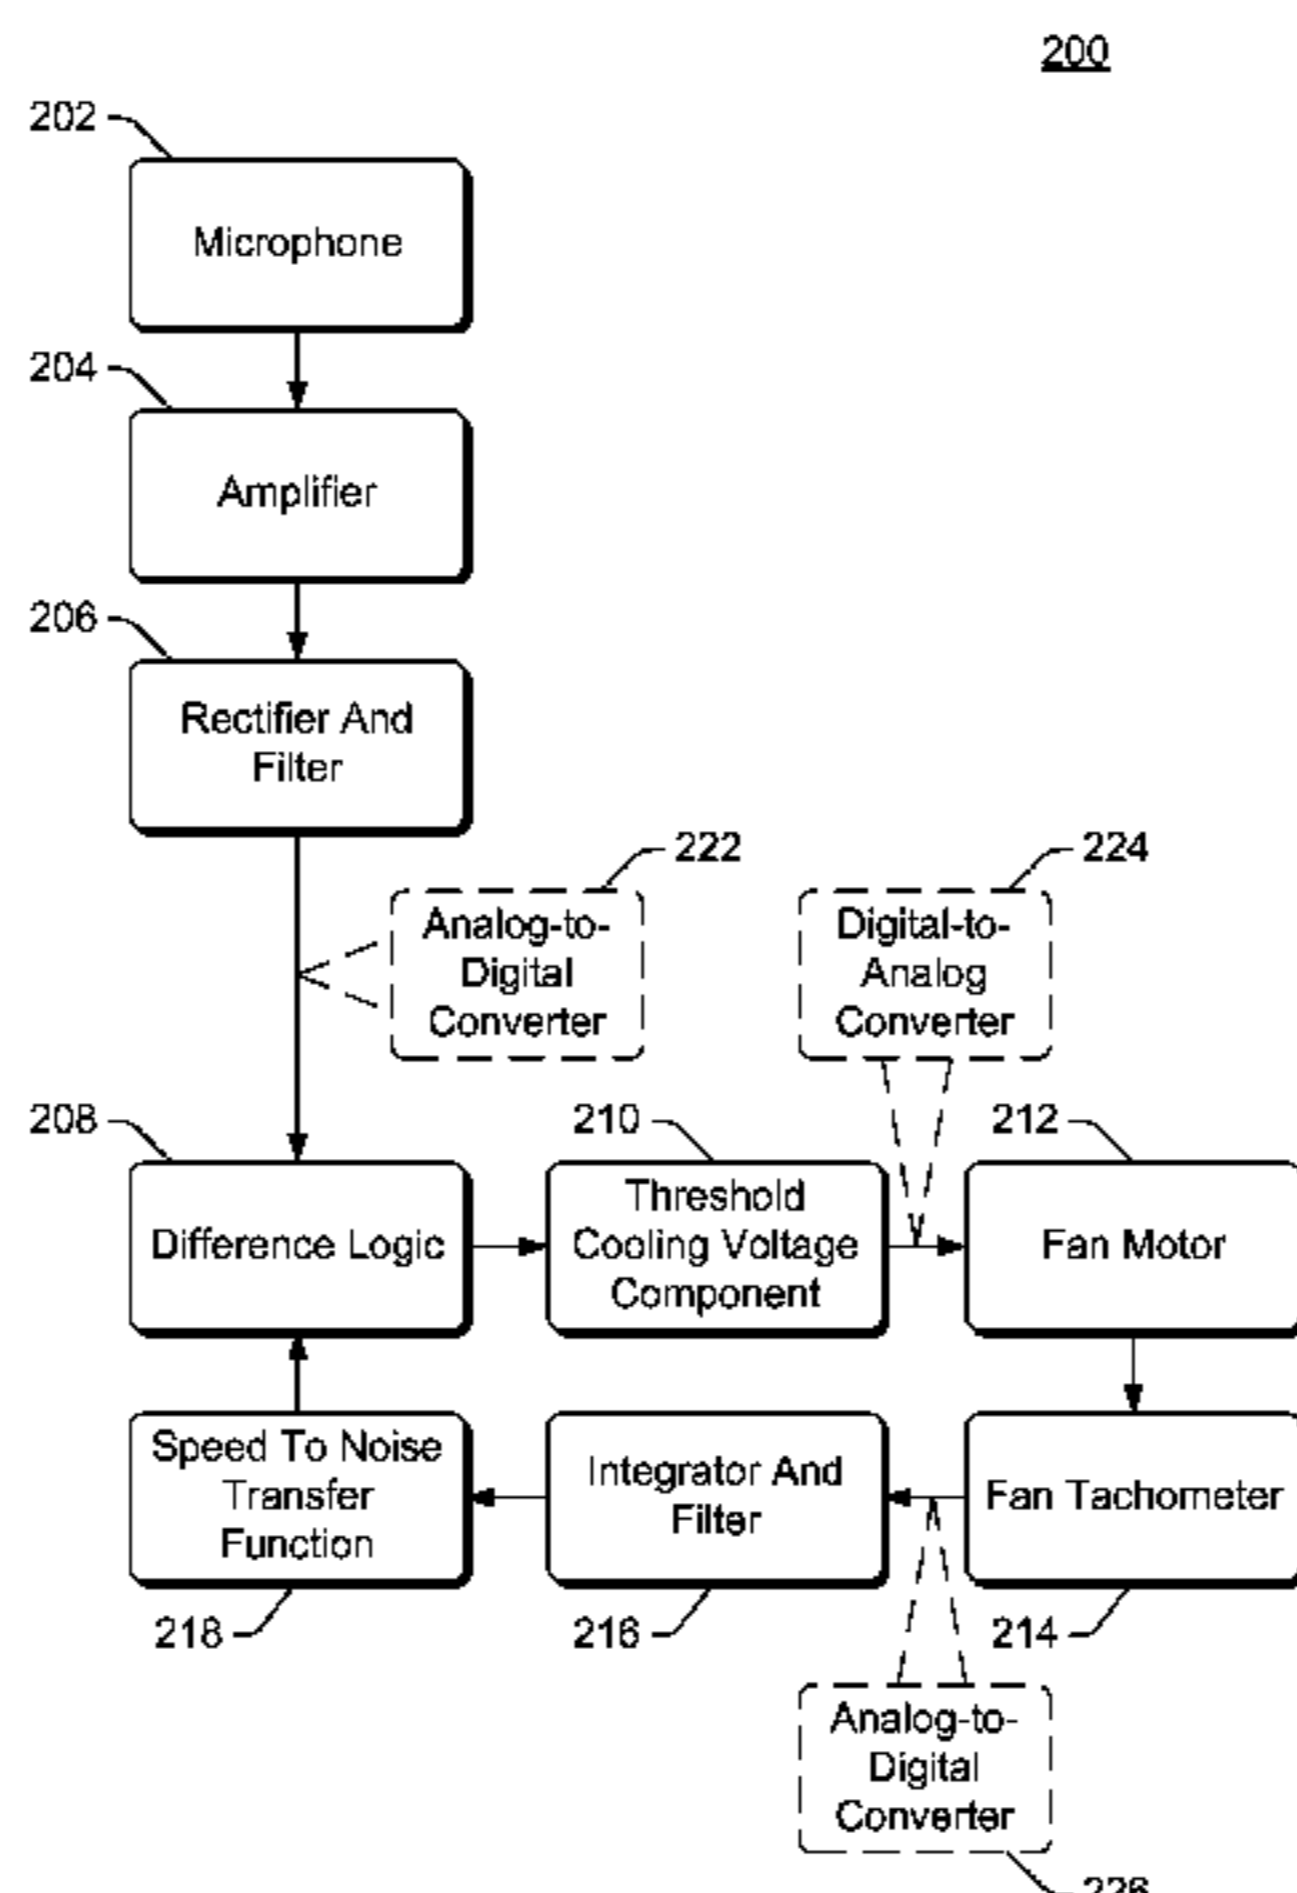 200
202
Microphone
204
Amplifier
206
Rectifier And
Filter
222
Analog-to-
Digital
Converter
224
Digital-to-
Analog
Converter
208
Difference Logic
210
Threshold
Cooling Voltage
Component
212
Fan Motor
Speed To Noise
Transfer
Function
218
Integrator And
Filter
216
Fan Tachometer
214
Analog-to-
Digital
Converter
226